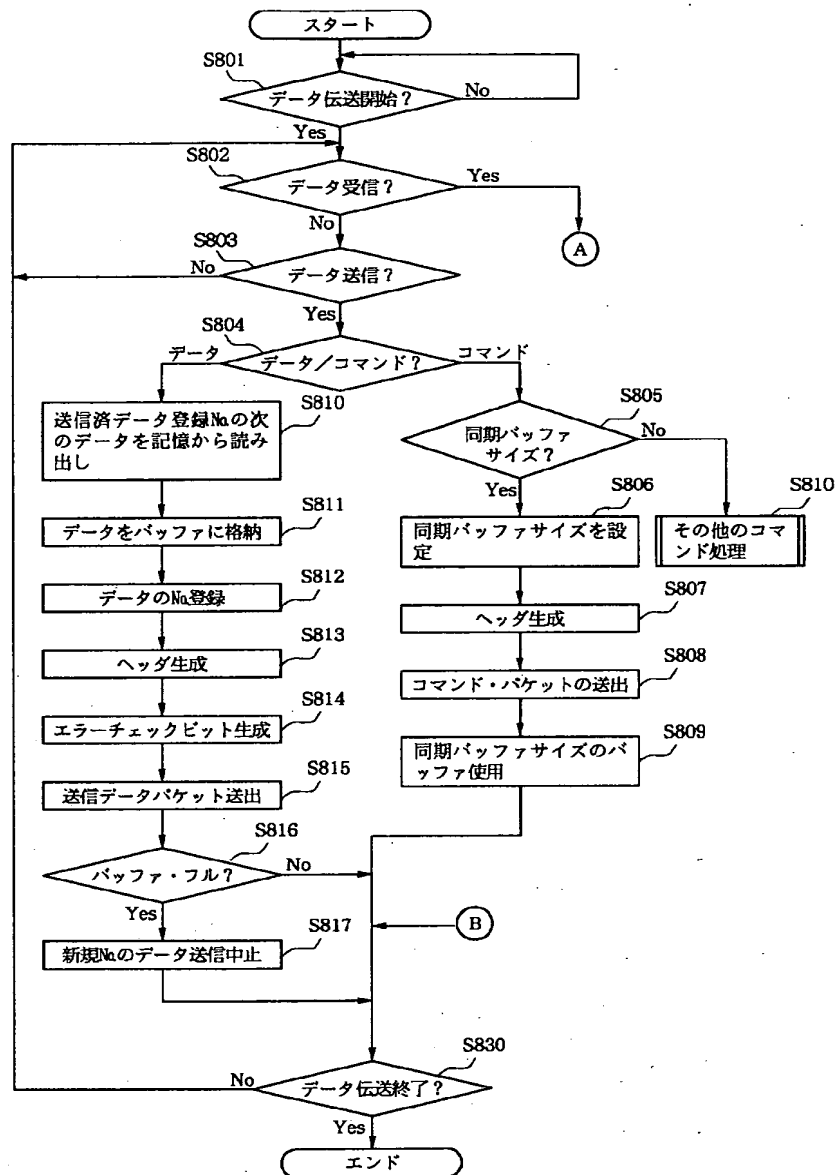 スタート
S801
データ伝送開始?
No
Yes
S802
データ受信?
Yes
No
A
S803
No
データ送信?
Yes
S804
データ
データ/コマンド?
コマンド
S810
送信済データ登録№の次
のデータを記憶から読み
出し
S805
同期バッファ
サイズ?
No
Yes
S811
データをバッファに格納
S806
同期バッファサイズを設
定
S810
その他のコマ
ンド処理
S812
データの№登録
S807
ヘッダ生成
S813
ヘッダ生成
S808
コマンド・パケットの送出
S814
エラーチェックビット生成
S809
同期バッファサイズのバ
ッファ使用
S815
送信データパケット送出
S816
バッファ・フル?
No
Yes
B
S817
新規№のデータ送信中止
S830
No
データ伝送終了?
Yes
エンド